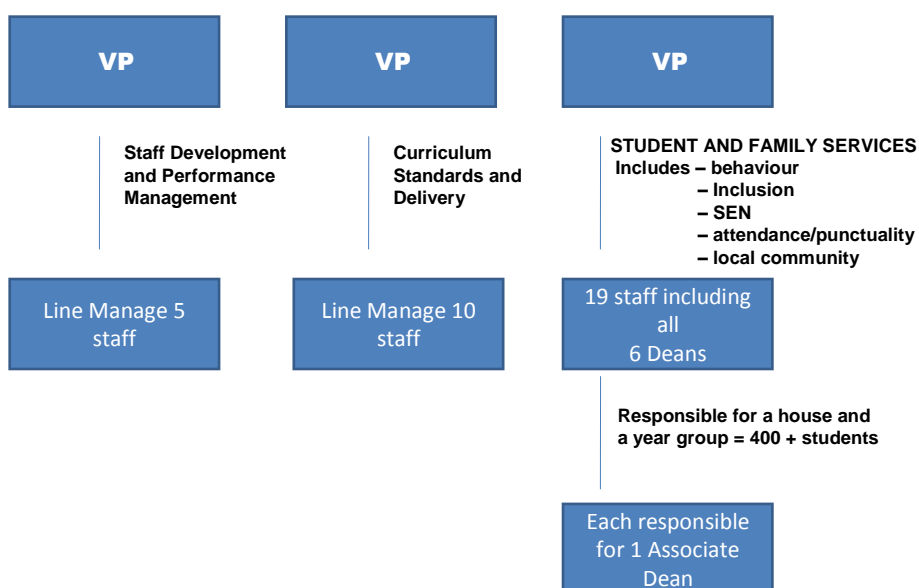 VP
VP
VP
Staff Development
and Performance
Management
Curriculum
Standards and
Delivery
STUDENT AND FAMILY SERVICES
Includes – behaviour
– Inclusion
– SEN
– attendance/punctuality
– local community
Line Manage 5
staff
Line Manage 10
staff
19 staff including
all
6 Deans
Responsible for a house and
a year group = 400 + students
Each responsible
for 1 Associate
Dean